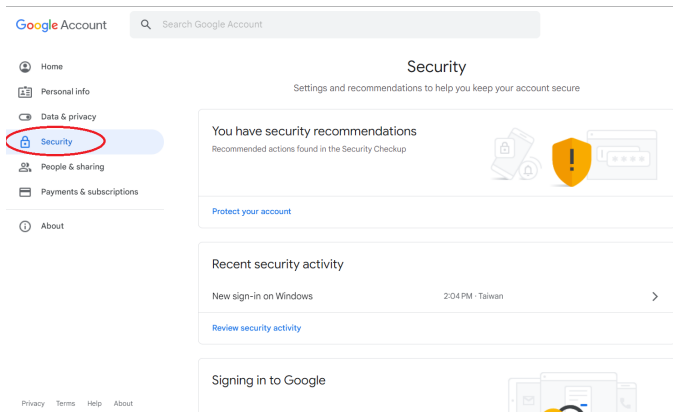 Google Account
Search Google Account
Home
Personal info
Data & privacy
Security
People & sharing
Payments & subscriptions
About
Privacy Terms Help About
Security
Settings and recommendations to help you keep your account secure
You have security recommendations
Recommended actions found in the Security Checkup
Protect your account
Recent security activity
New sign-in on Windows 2:04 PM · Taiwan
Review security activity
Signing in to Google